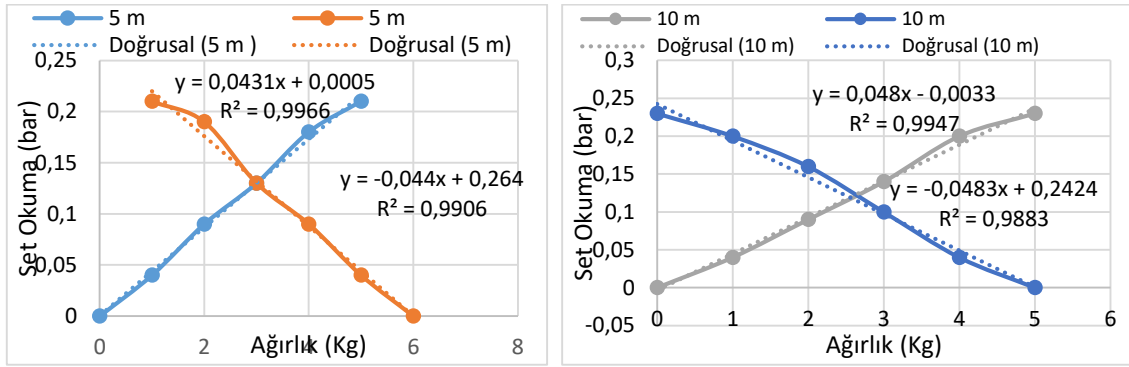 5 m
5 m
Doğrusal (5 m )
Doğrusal (5 m)
0,25
0,2
0,15
0,1
0,05
0
Set Okuma (bar)
y = 0,0431x + 0,0005
R² = 0,9966
y = -0,044x + 0,264
R² = 0,9906
0 2 4 6 8
Ağırlık (Kg)
10 m
10 m
Doğrusal (10 m)
Doğrusal (10 m)
0,3
0,25
0,2
0,15
0,1
0,05
0
-0,05
Set Okuma (bar)
y = 0,048x - 0,0033
R² = 0,9947
y = -0,0483x + 0,2424
R² = 0,9883
0 1 2 3 4 5 6
Ağırlık (Kg)